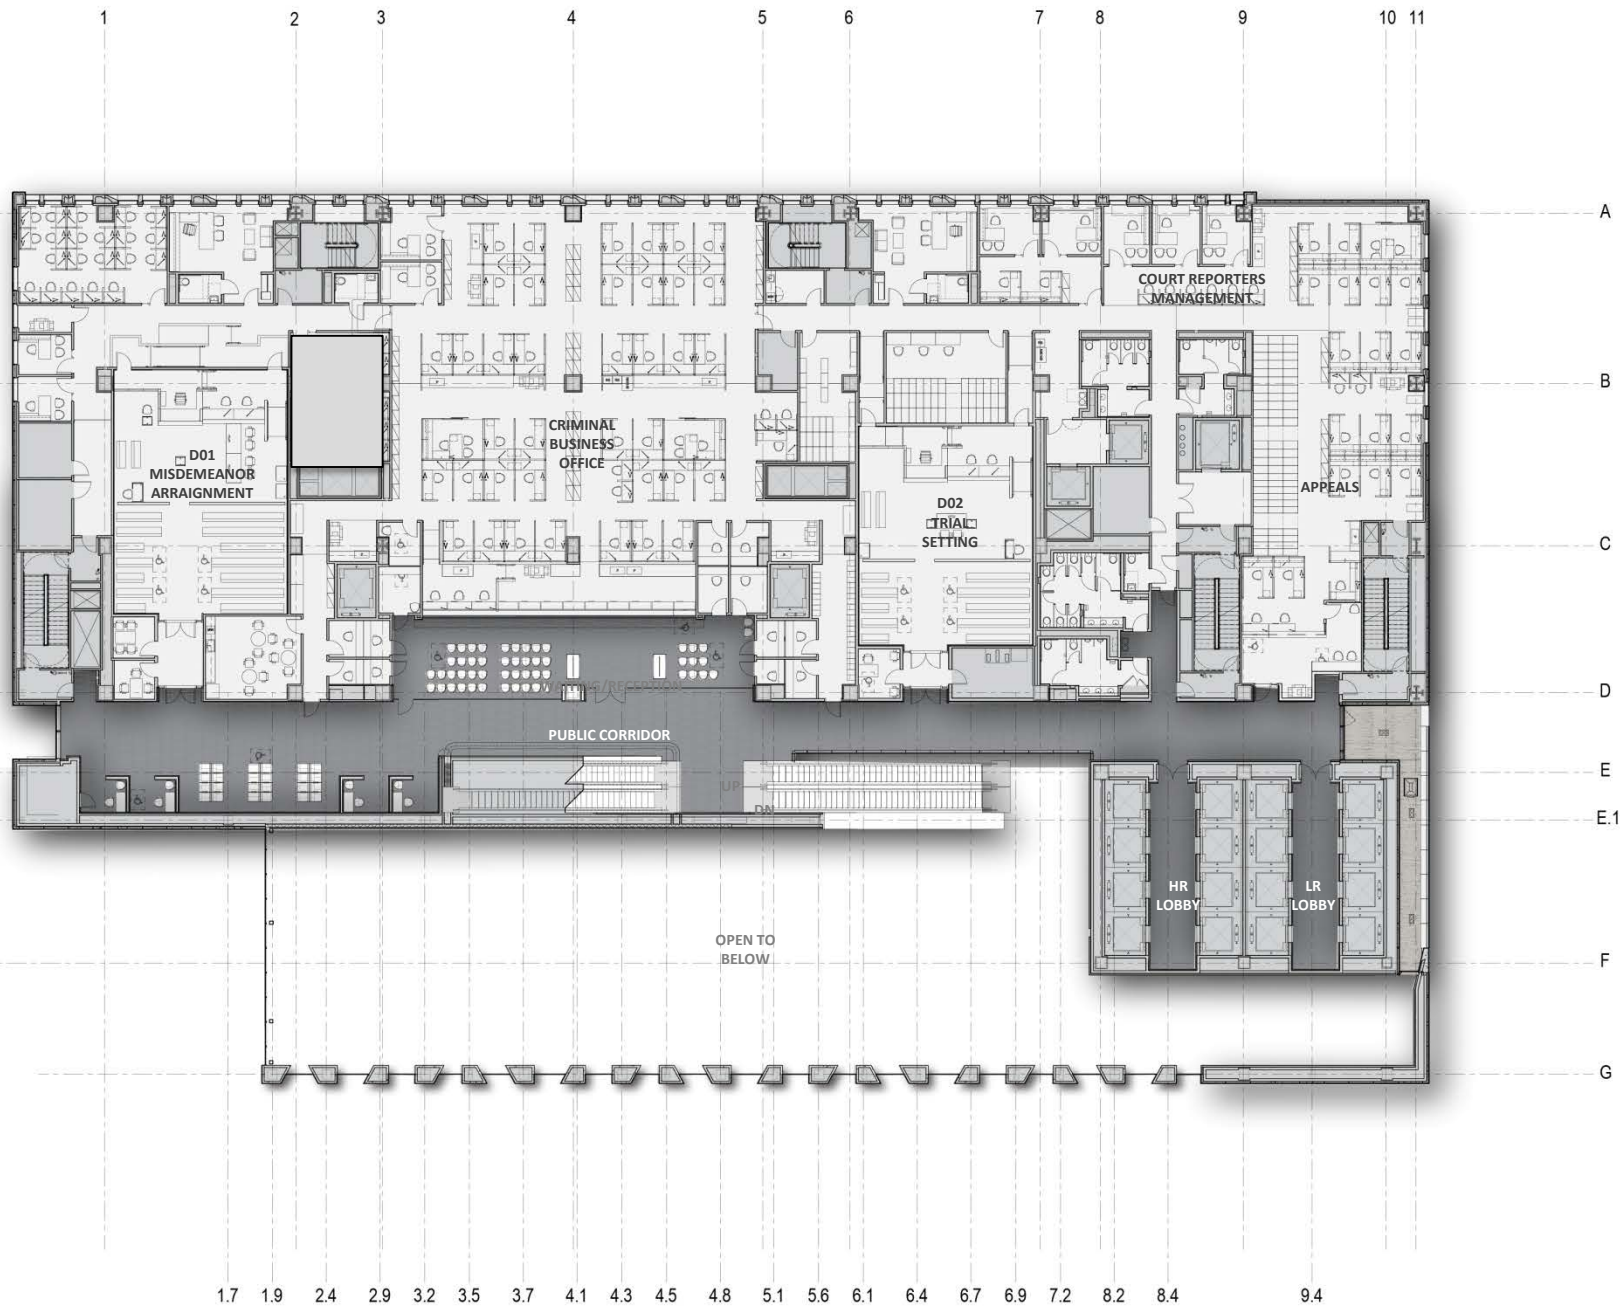 1 2 3 4 5 6 7 8 9 10 11
A
COURT REPORTERS
MANAGEMENT
B
CRIMINAL
BUSINESS
OFFICE
D01
MISDEMEANOR
ARRAIGNMENT
APPEALS
D02
TRIAL
SETTING
C
WAITING/RECEPTION
D
PUBLIC CORRIDOR
E
UP
DN
E.1
HR
LOBBY
LR
LOBBY
OPEN TO
BELOW
F
G
1.7 1.9 2.4 2.9 3.2 3.5 3.7 4.1 4.3 4.5 4.8 5.1 5.6 6.1 6.4 6.7 6.9 7.2 8.2 8.4 9.4